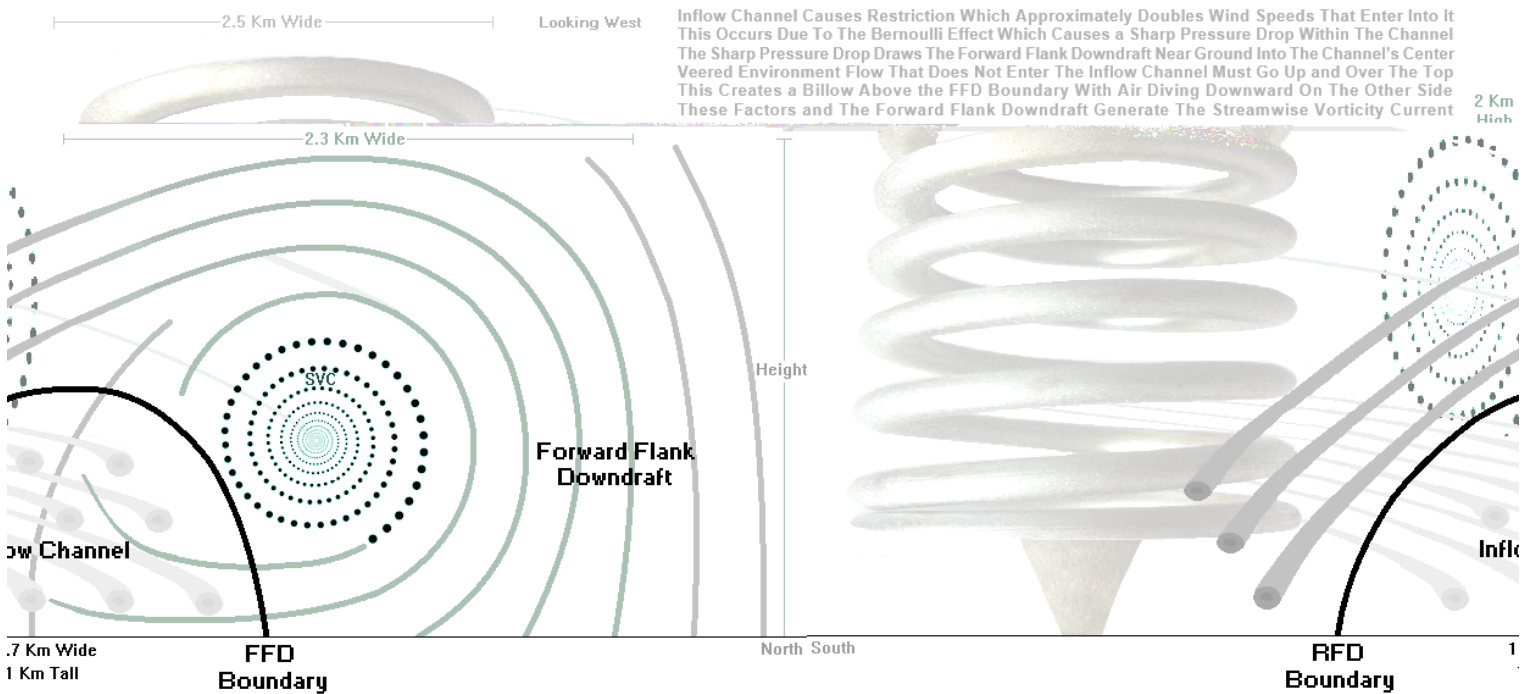 2.5 Km Wide
Looking West
Inflow Channel Causes Restriction Which Approximately Doubles Wind Speeds That Enter Into It
This Occurs Due To The Bernoulli Effect Which Causes a Sharp Pressure Drop Within The Channel
The Sharp Pressure Drop Draws The Forward Flank Downdraft Near Ground Into The Channel's Center
Veered Environment Flow That Does Not Enter The Inflow Channel Must Go Up and Over The Top
This Creates a Billow Above the FFD Boundary With Air Diving Downward On The Other Side
These Factors and The Forward Flank Downdraft Generate The Streamwise Vorticity Current
2 Km
High
2.3 Km Wide
Height
SVC
Forward Flank
Downdraft
ow Channel
Inflo
.7 Km Wide
1 Km Tall
FFD
Boundary
North South
RFD
Boundary
1